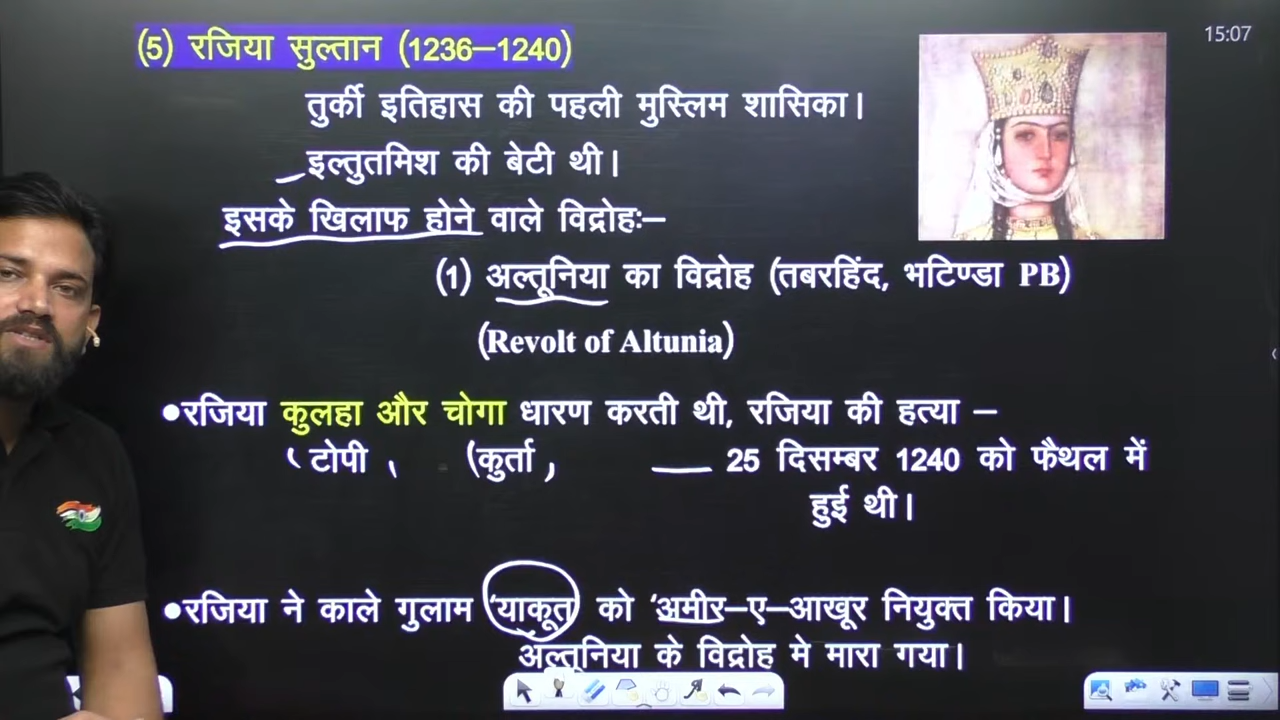 (5) रजिया सुल्तान (1236–1240)
15:07
तुर्की इतिहास की पहली मुस्लिम शासिका।
इल्तुतमिश की बेटी थी।
इसके खिलाफ होने वाले विद्रोहः–
(1) अल्तूनिया का विद्रोह (तबरहिंद, भटिण्डा PB)
(Revolt of Altunia)
•रजिया कुलहा और चोगा धारण करती थी, रजिया की हत्या –
(टोपी, (कुर्ता, — 25 दिसम्बर 1240 को फैथल में
हुई थी।
•रजिया ने काले गुलाम 'याकूत' को 'अमीर–ए–आखूर नियुक्त किया।
अल्तूनिया के विद्रोह मे मारा गया।